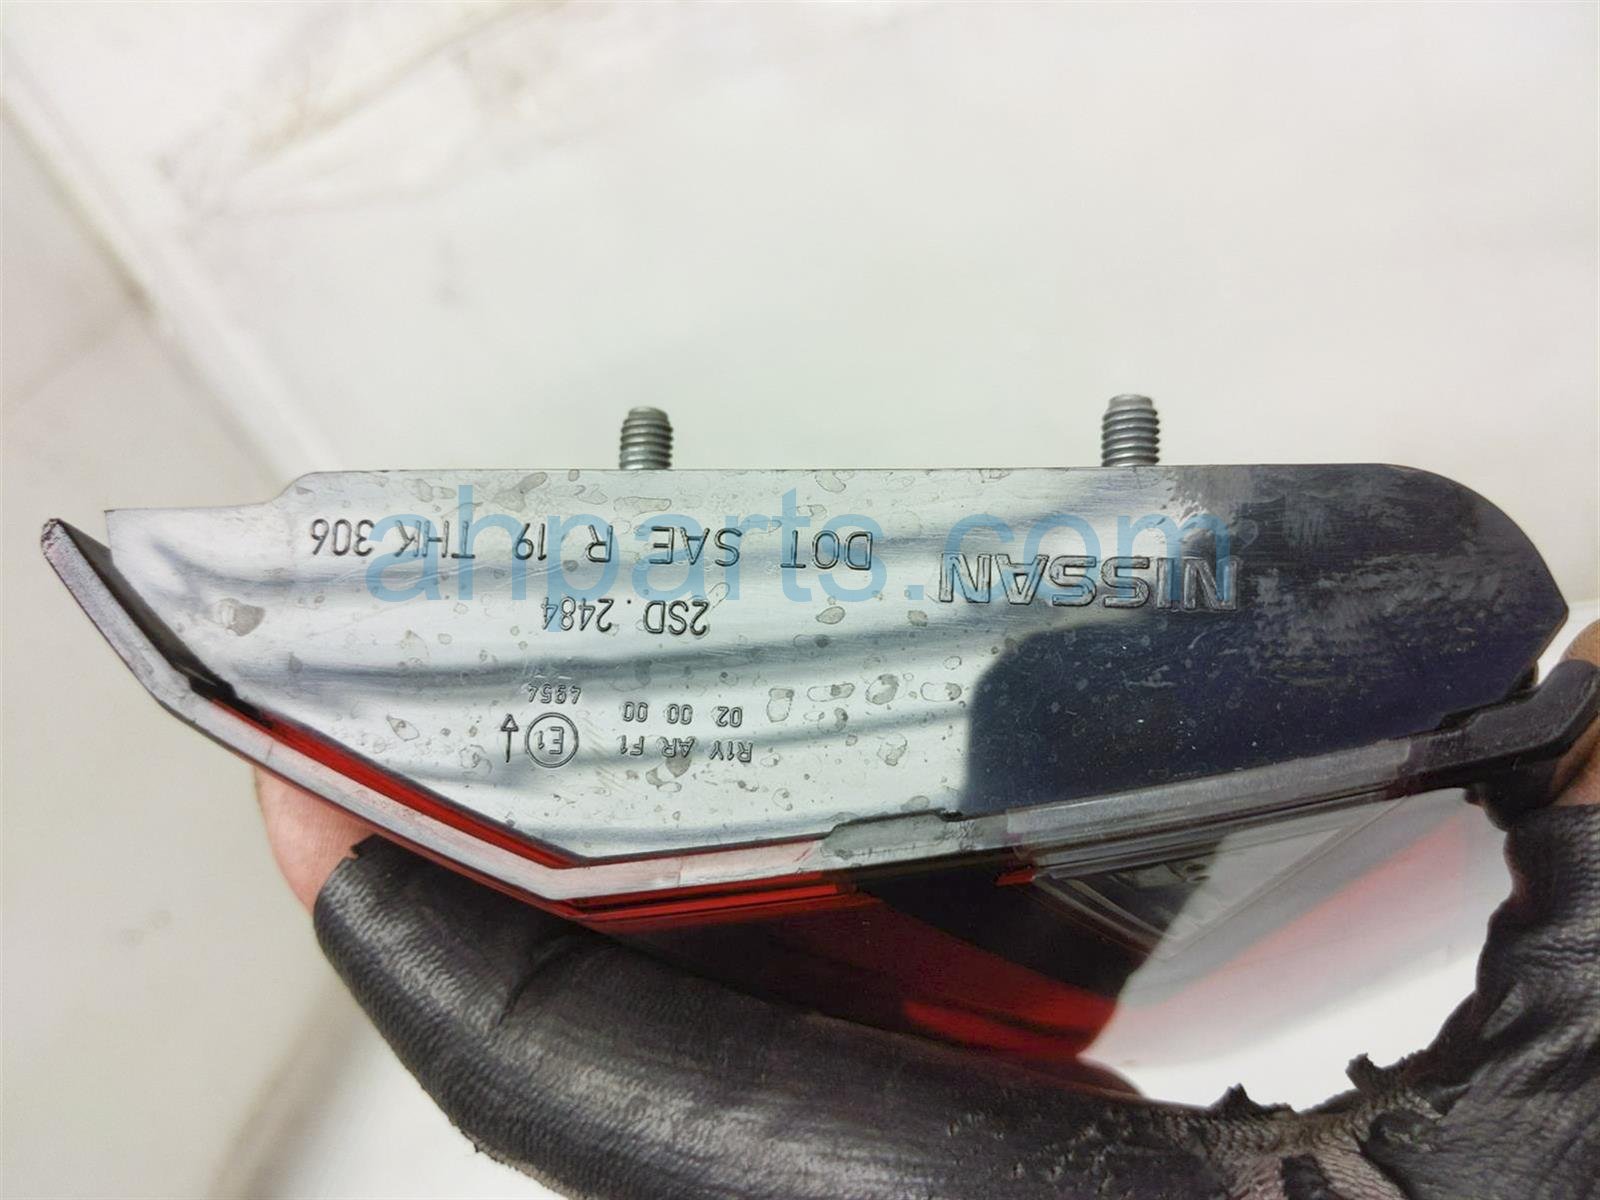 R1Y AR F1
02 00 00
E1
4954
2SD 2484
NISSAN
DOT SAE R 19 THK 306
ahparts.com